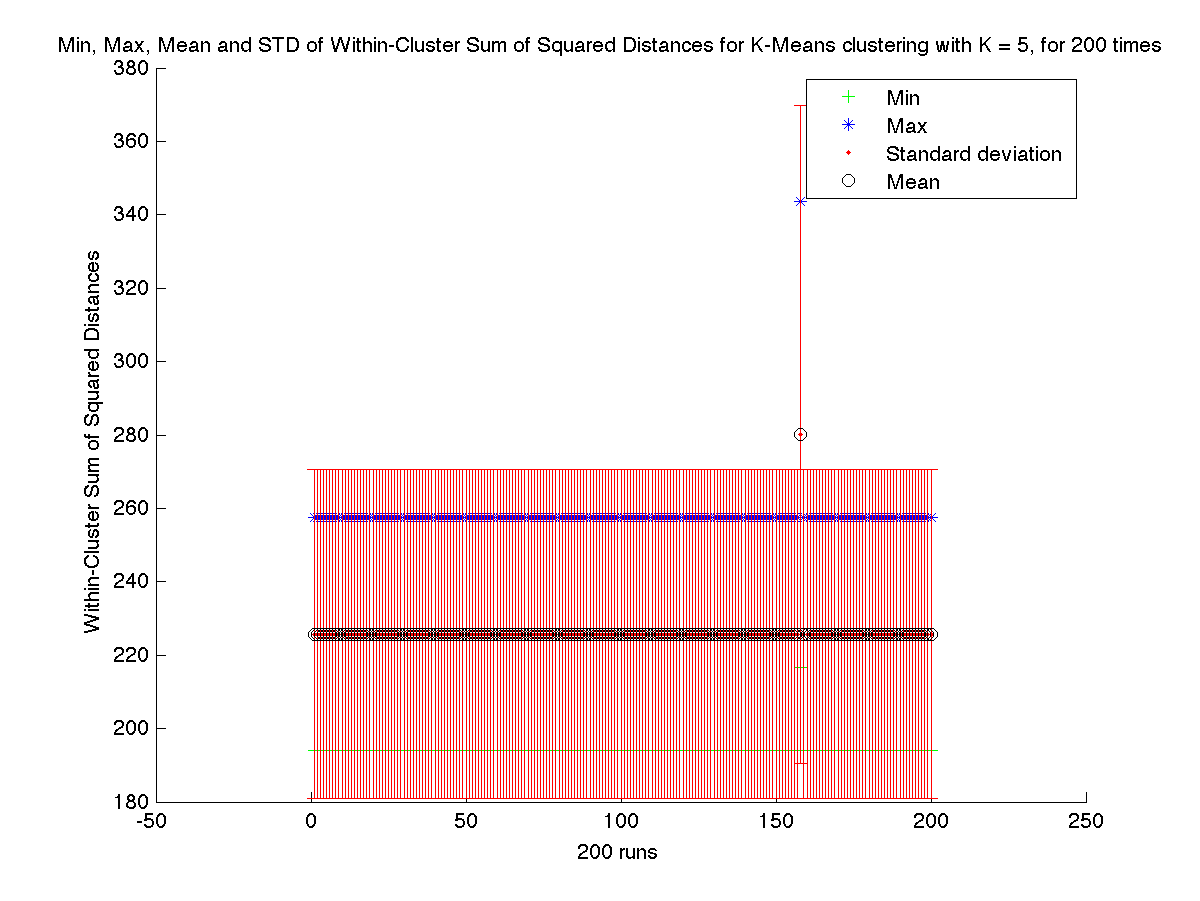 Min, Max, Mean and STD of Within-Cluster Sum of Squared Distances for K-Means clustering with K = 5, for 200 times
380
360
340
320
300
280
260
240
220
200
180
Within-Cluster Sum of Squared Distances
Min
Max
Standard deviation
Mean
-50
0
50
100
150
200
250
200 runs